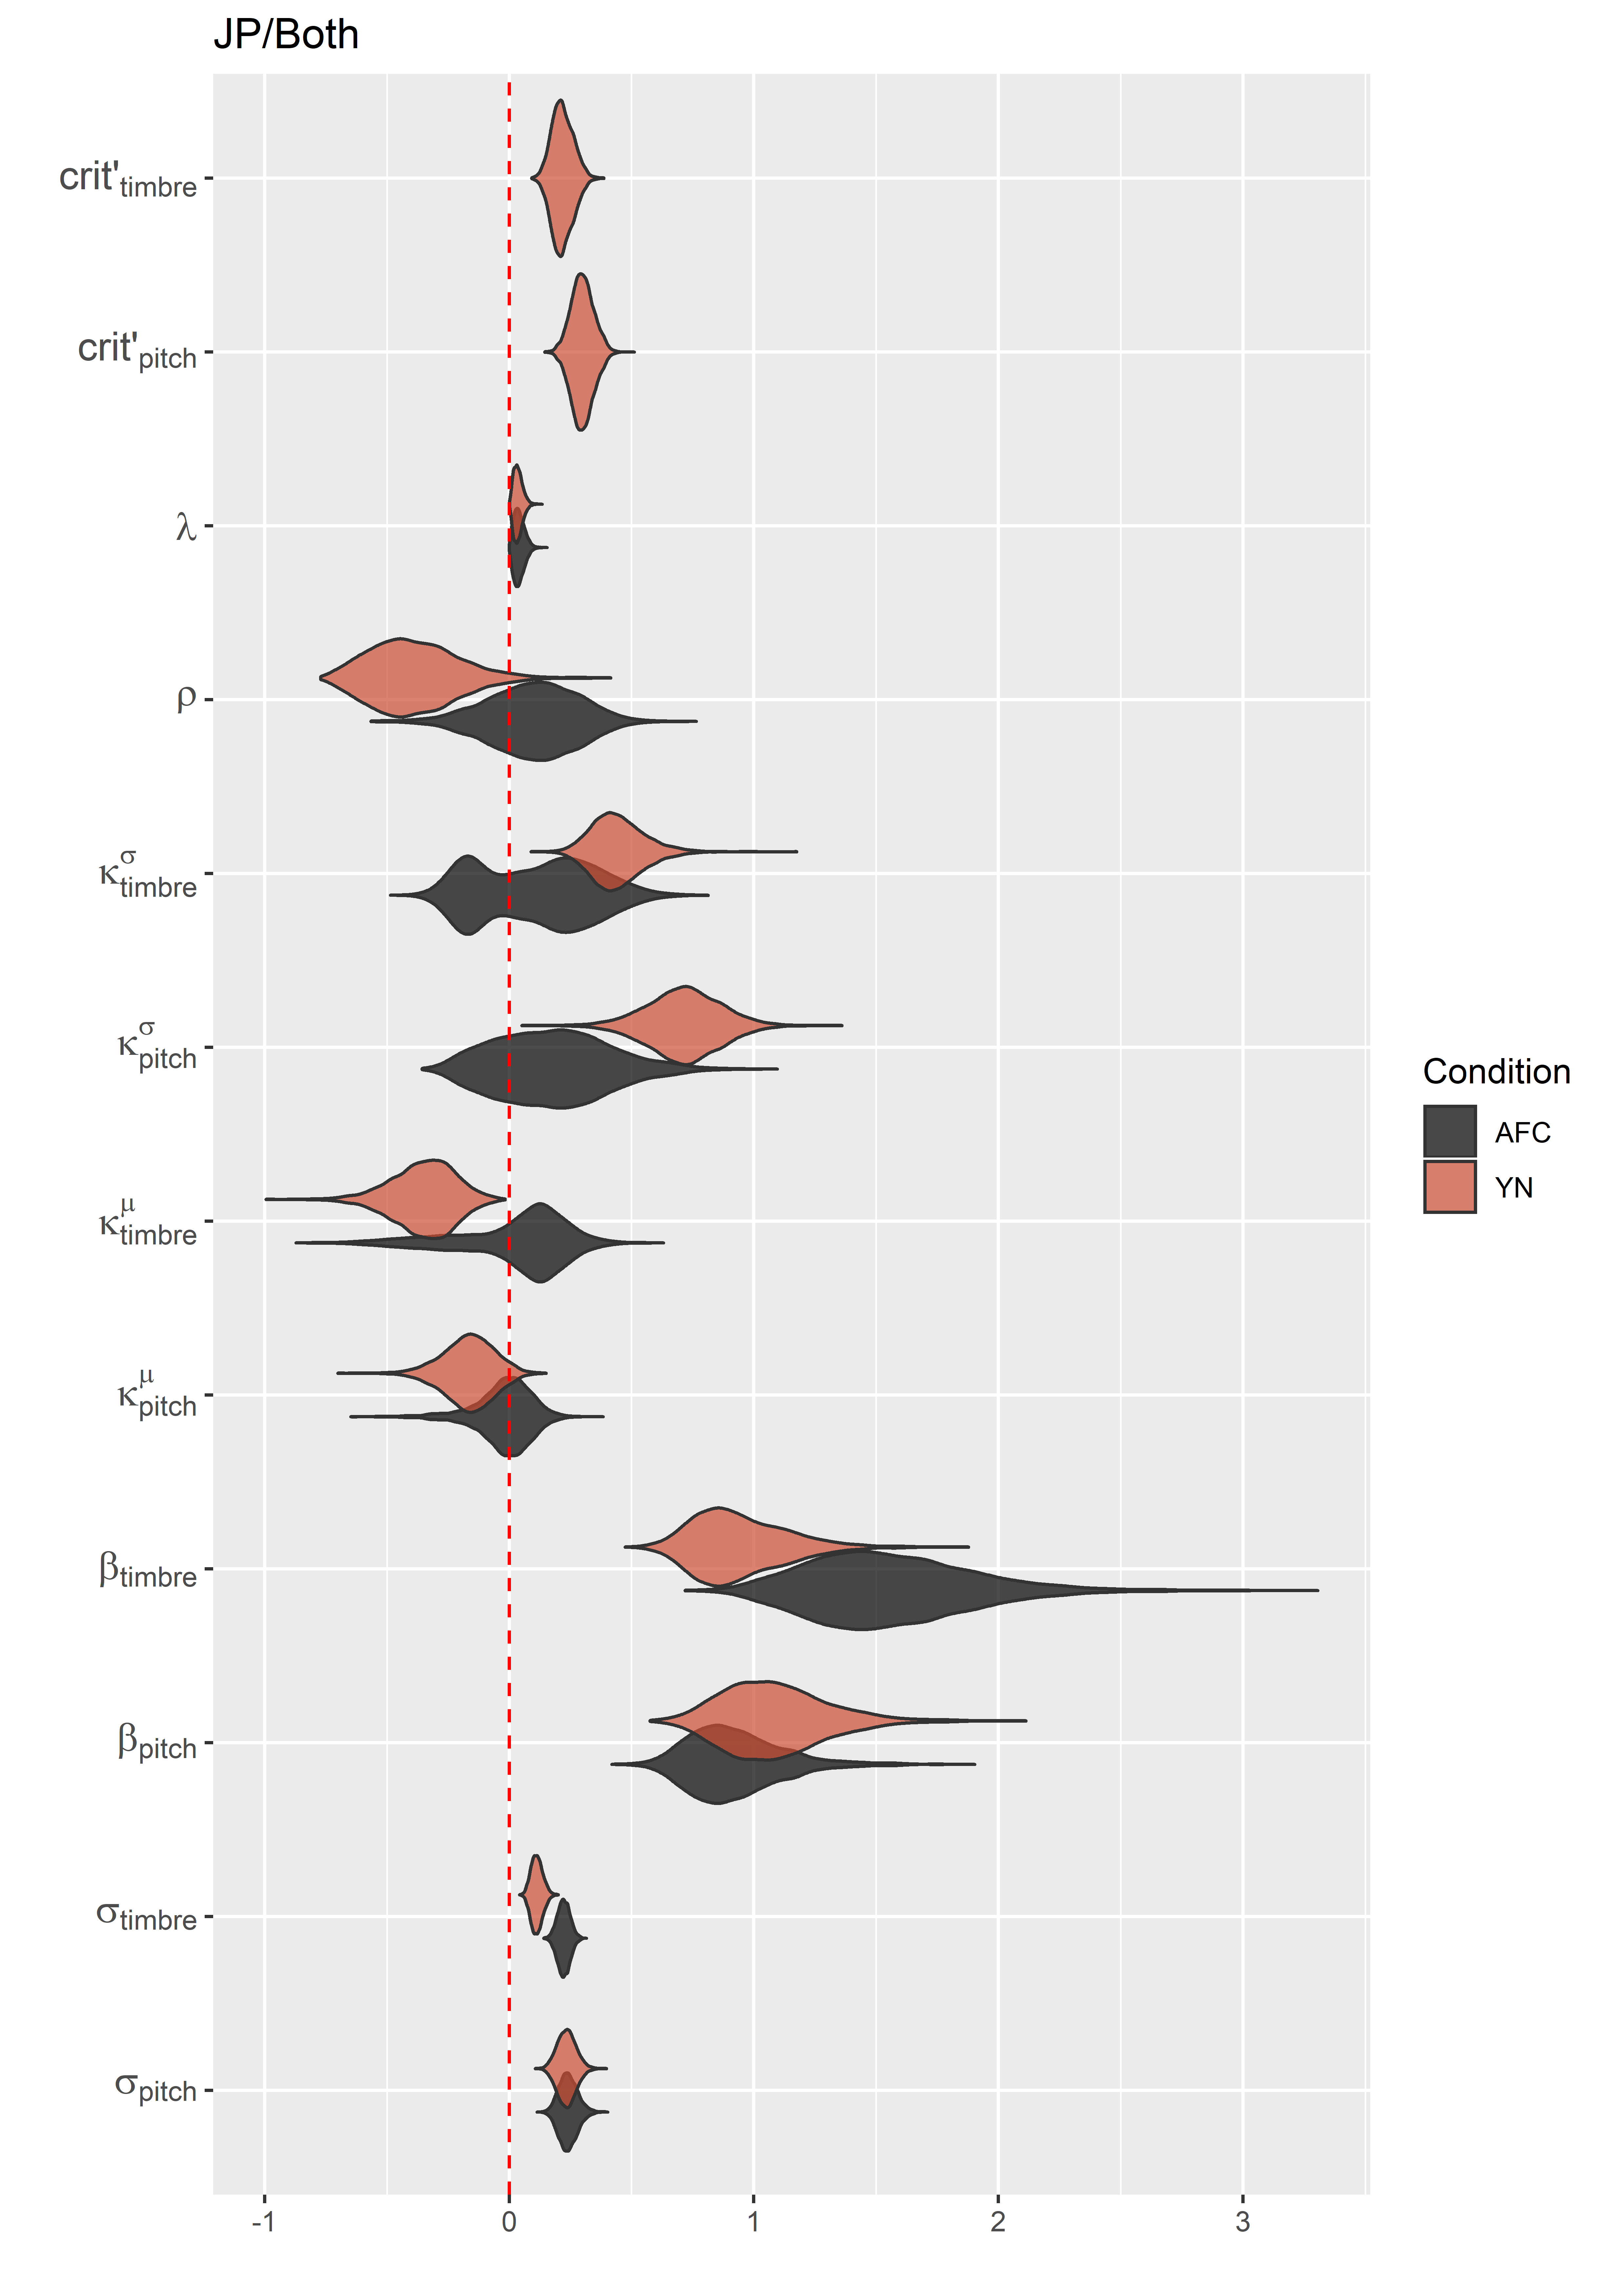 JP/Both
crit'timbre
crit'pitch
λ
ρ
κσtimbre
κσpitch
κμtimbre
κμpitch
βtimbre
βpitch
σtimbre
σpitch
-1 0 1 2 3
Condition
AFC
YN